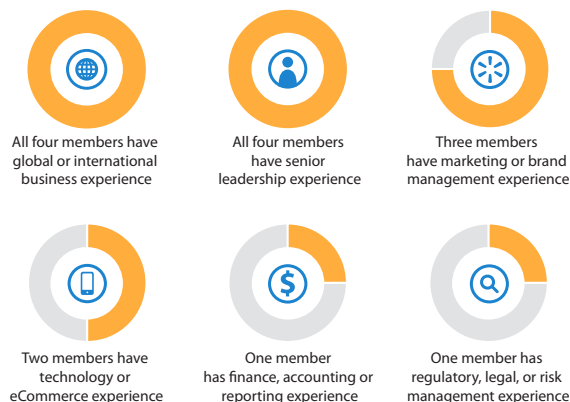 All four members have
global or international
business experience
All four members
have senior
leadership experience
Three members
have marketing or brand
management experience
$
Two members have
technology or
eCommerce experience
One member
has finance, accounting or
reporting experience
One member has
regulatory, legal, or risk
management experience